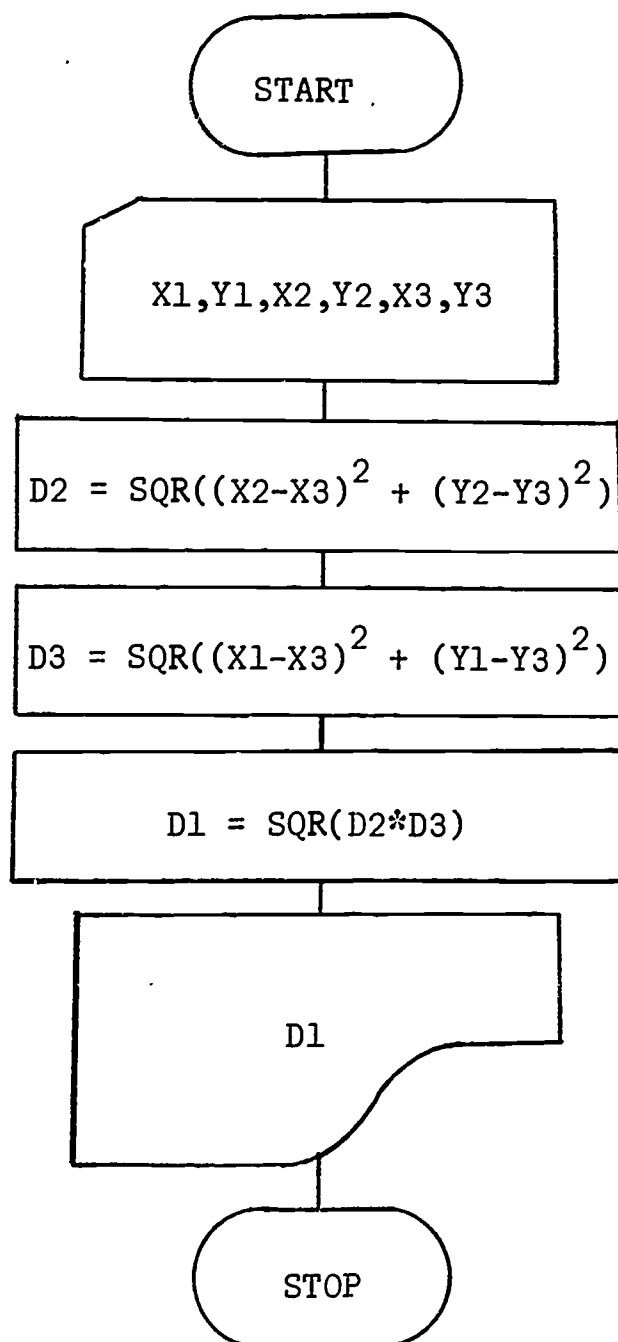 START
X1,Y1,X2,Y2,X3,Y3
D2 = SQR((X2-X3)² + (Y2-Y3)²)
D3 = SQR((X1-X3)² + (Y1-Y3)²)
D1 = SQR(D2*D3)
D1
STOP